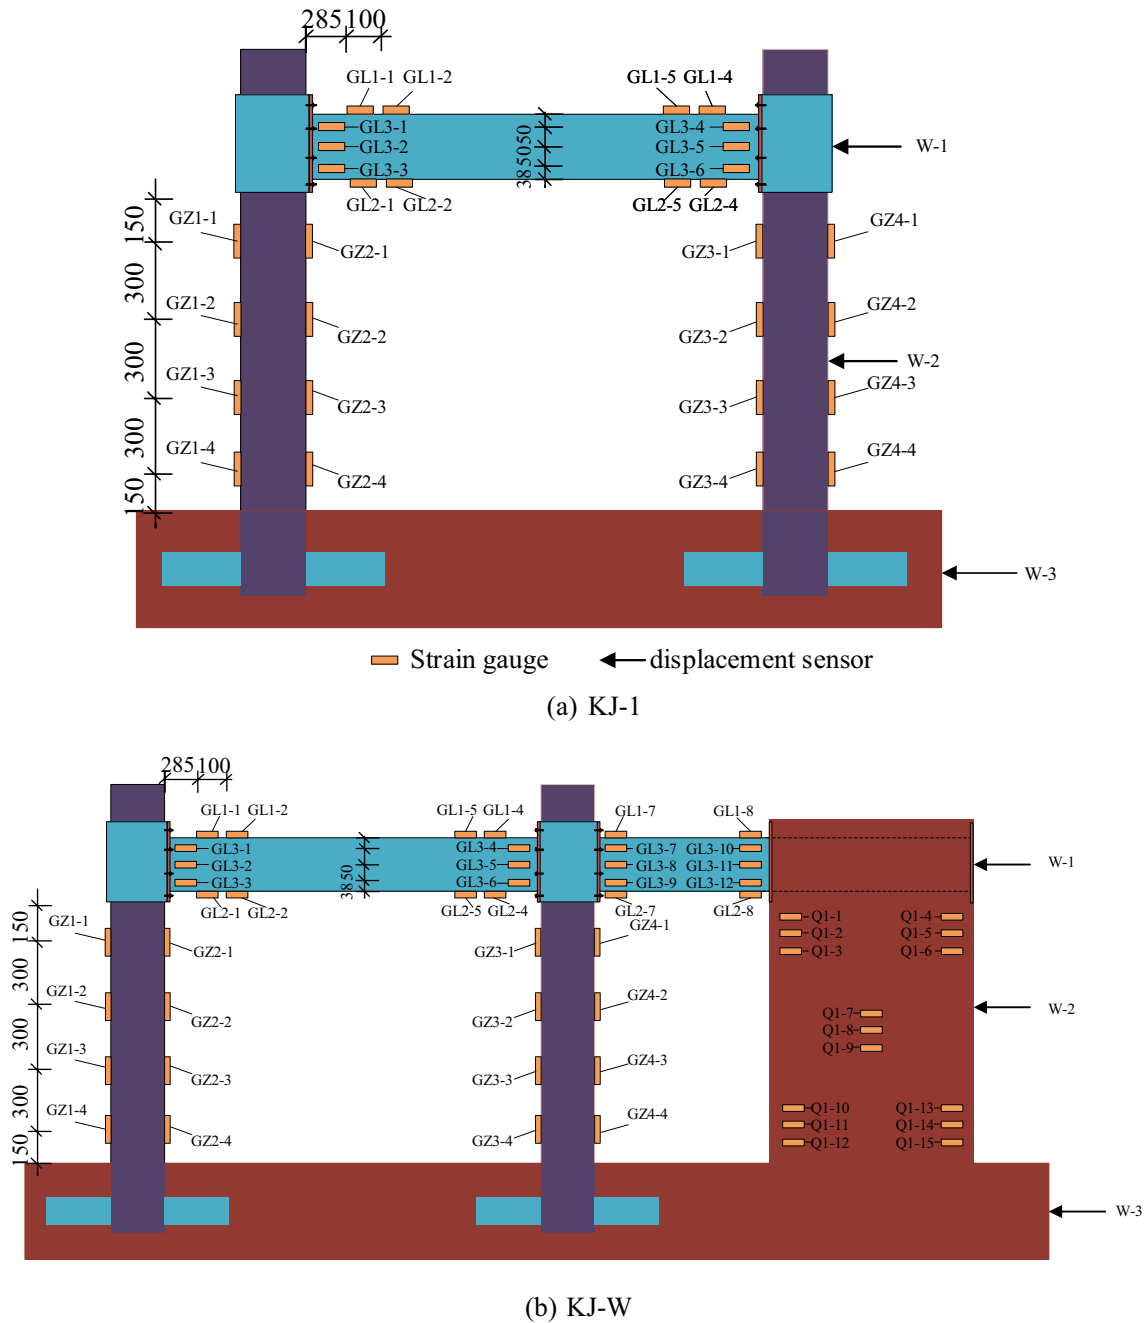 285 100
GL1-1 GL1-2 GL1-5 GL1-4
GL3-1 GL3-4
GL3-2 GL3-5 W-1
GL3-3 GL3-6
385050
GL2-1 GL2-2 GL2-5 GL2-4
150
300
300
300
150
GZ1-1 GZ2-1 GZ3-1 GZ4-1
GZ1-2 GZ2-2 GZ3-2 GZ4-2
W-2
GZ1-3 GZ2-3 GZ3-3 GZ4-3
GZ1-4 GZ2-4 GZ3-4 GZ4-4
W-3
Strain gauge displacement sensor
(a) KJ-1
285 100
GL1-1 GL1-2 GL1-5 GL1-4 GL1-7 GL1-8
GL3-1 GL3-4 GL3-7 GL3-10
GL3-2 GL3-5 GL3-8 GL3-11 W-1
GL3-3 GL3-6 GL3-9 GL3-12
3850
GL2-1 GL2-2 GL2-5 GL2-4 GL2-7 GL2-8
150
300
300
300
150
GZ1-1 GZ2-1 GZ3-1 GZ4-1
Q1-1 Q1-4
Q1-2 Q1-5
Q1-3 Q1-6
GZ1-2 GZ2-2 GZ3-2 GZ4-2
W-2
Q1-7
Q1-8
Q1-9
GZ1-3 GZ2-3 GZ3-3 GZ4-3
GZ1-4 GZ2-4 GZ3-4 GZ4-4
Q1-10 Q1-13
Q1-11 Q1-14
Q1-12 Q1-15
W-3
(b) KJ-W